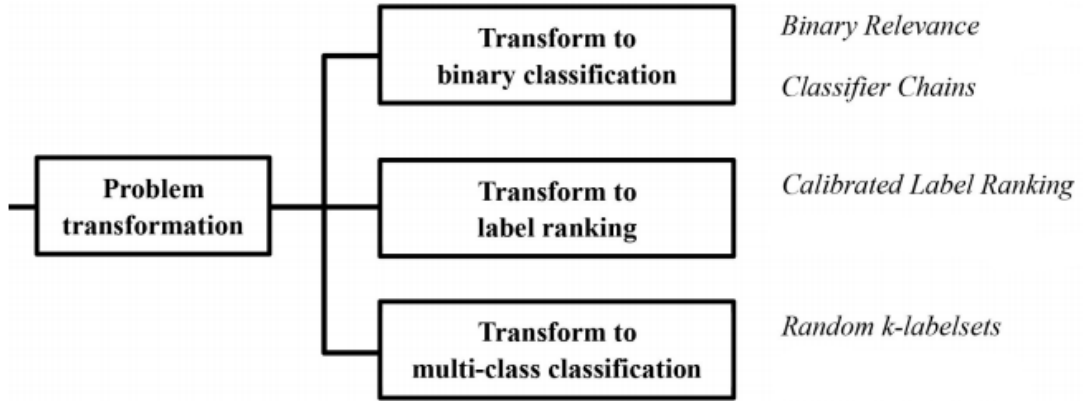 Problem
transformation
Transform to
binary classification
Binary Relevance
Classifier Chains
Transform to
label ranking
Calibrated Label Ranking
Transform to
multi-class classification
Random k-labelsets